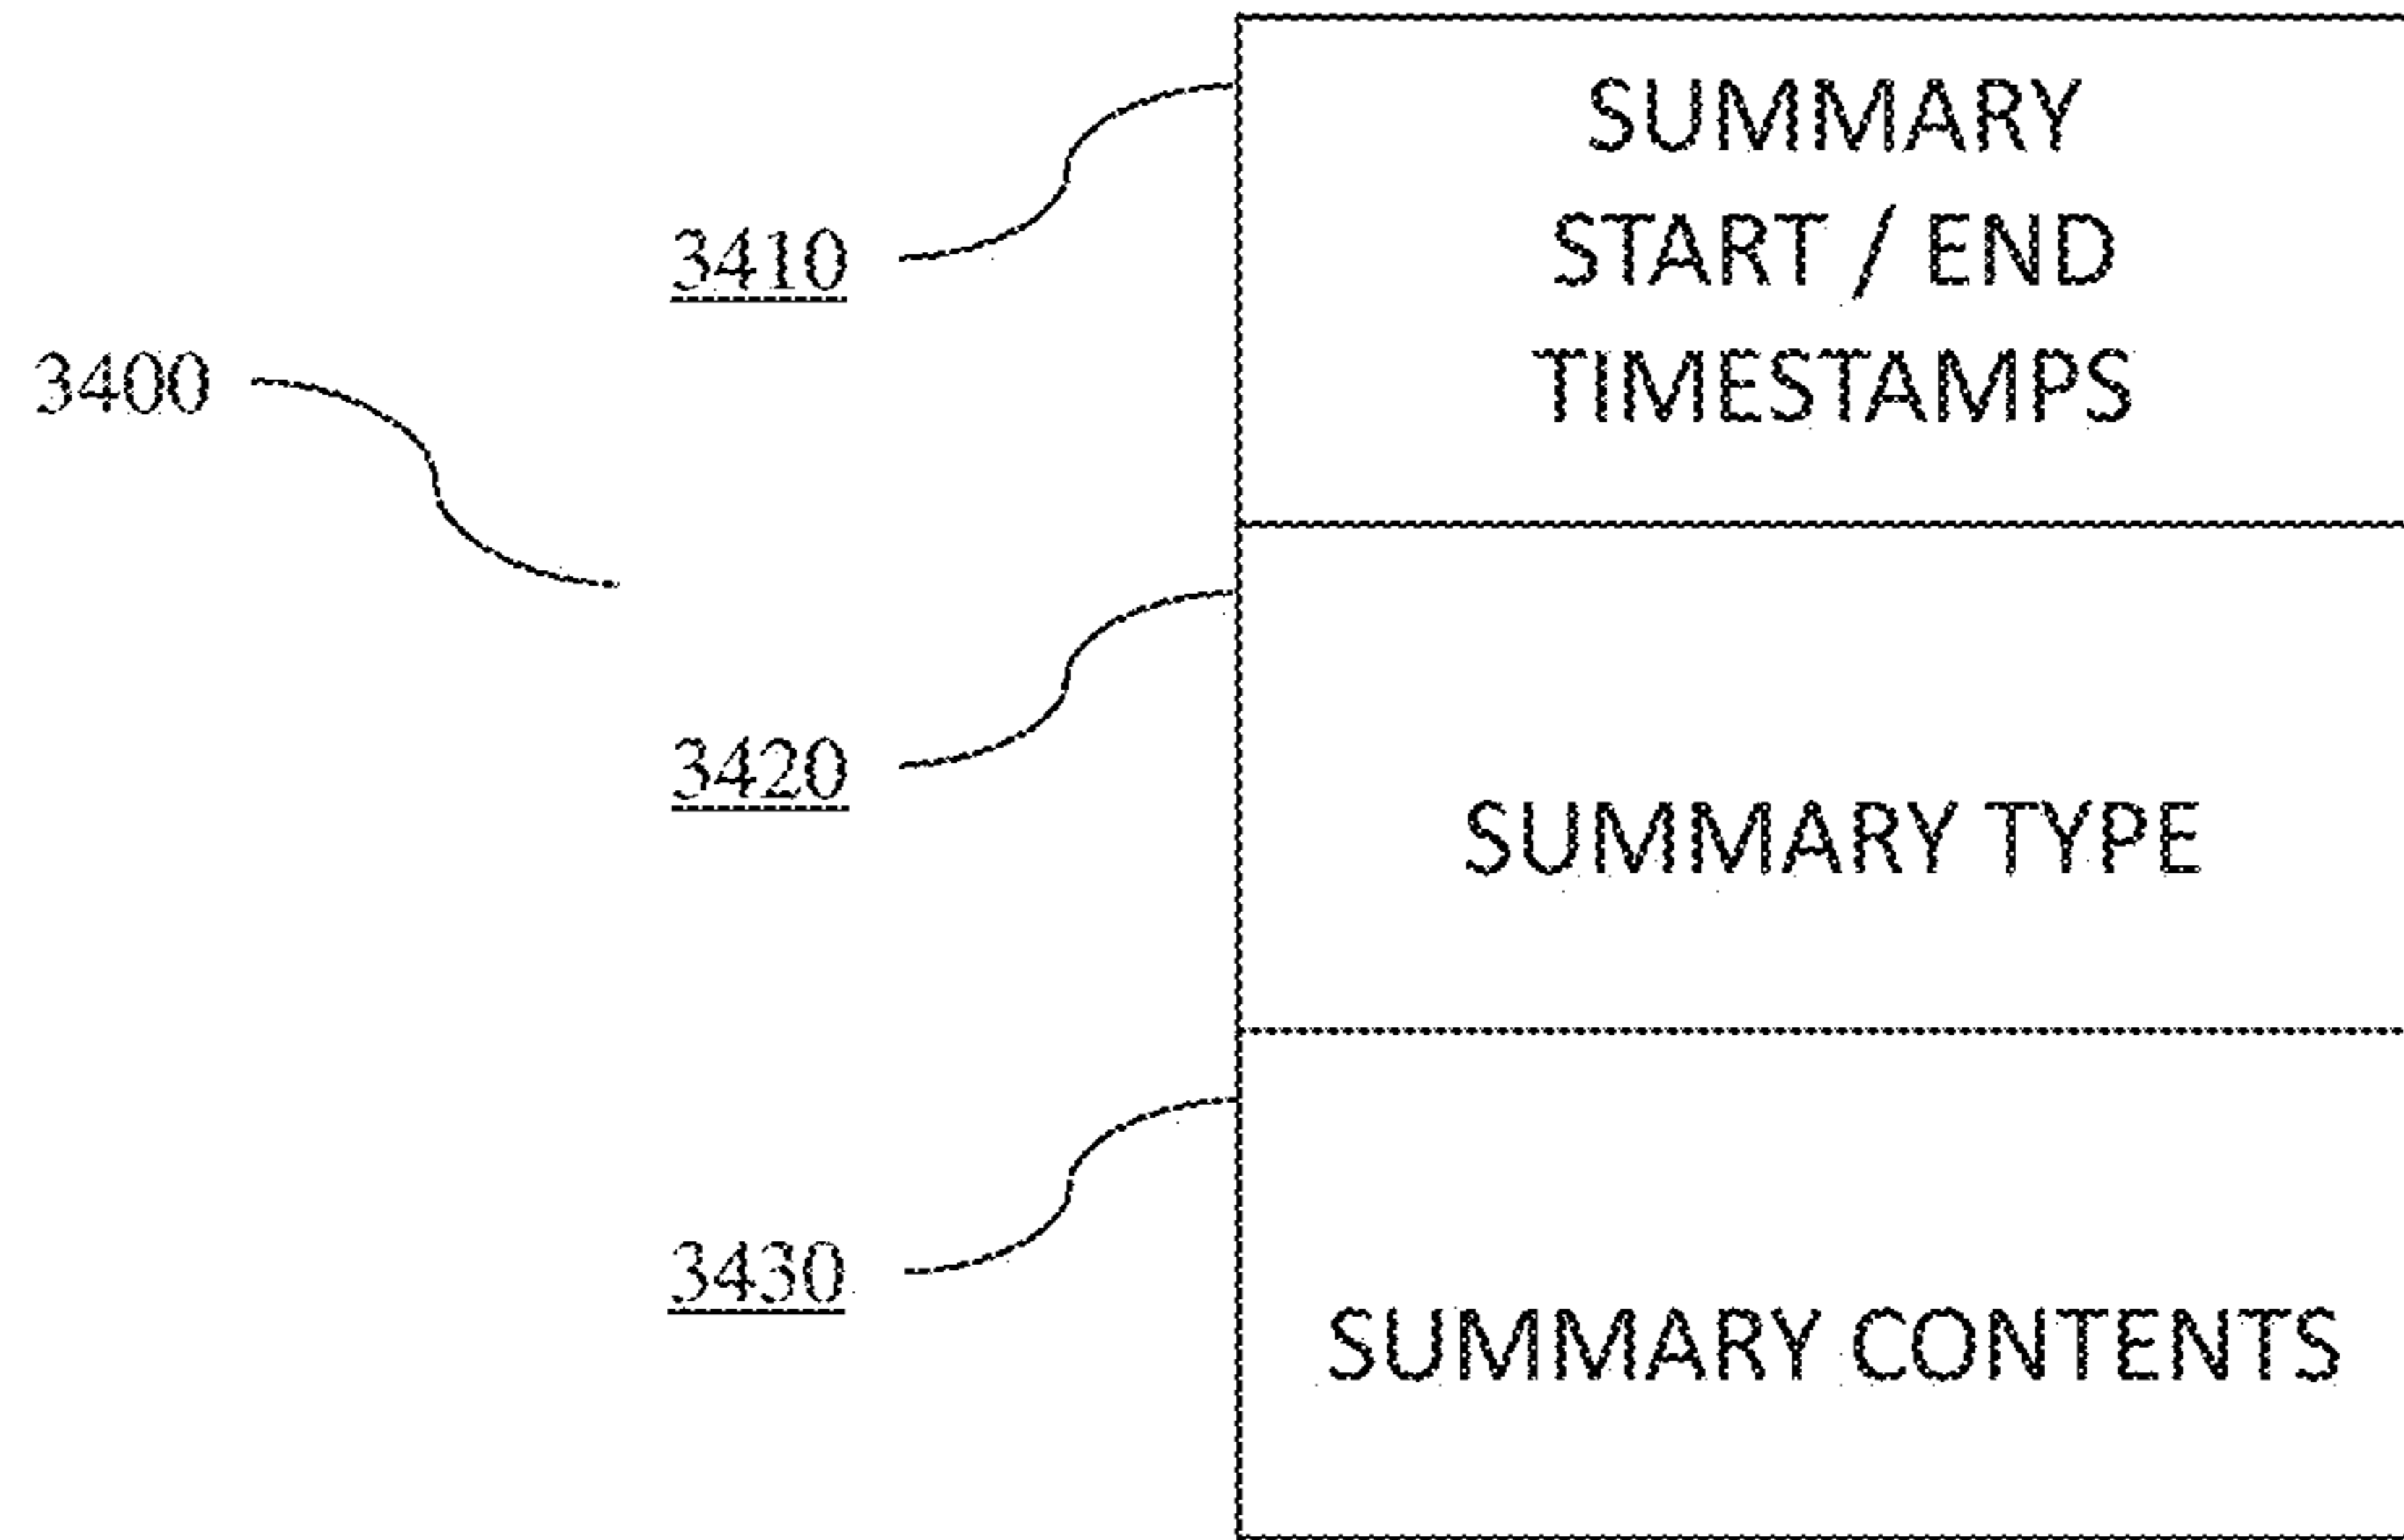 SUMMARY
START / END
TIMESTAMPS
3410
3400
3420
SUMMARY TYPE
3430
SUMMARY CONTENTS